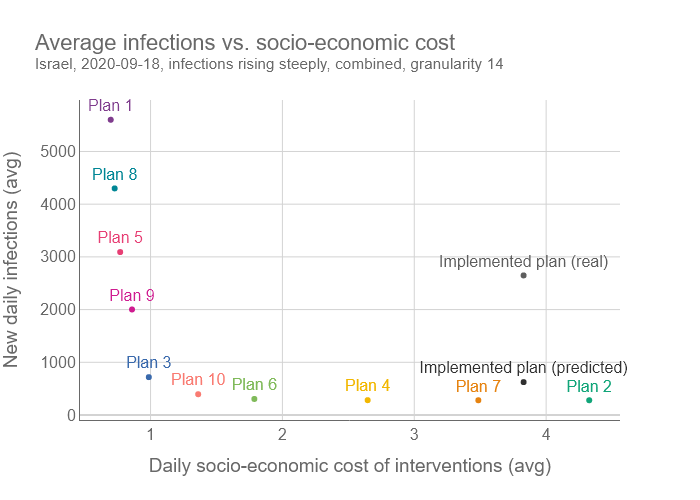 Average infections vs. socio-economic cost
Israel, 2020-09-18, infections rising steeply, combined, granularity 14
New daily infections (avg)
5000
4000
3000
2000
1000
0
Plan 1
Plan 8
Plan 5
Plan 9
Plan 3
Plan 10
Plan 6
Plan 4
Implemented plan (real)
Implemented plan (predicted)
Plan 7
Plan 2
1
2
3
4
Daily socio-economic cost of interventions (avg)